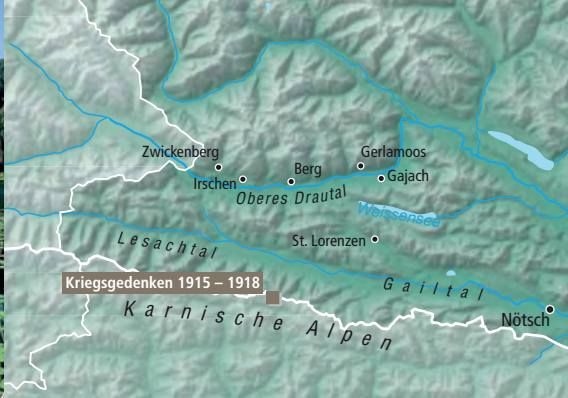 Zwickenberg
Gerlamoos
Berg
Irschen
Gajach
Oberes Drautal
Weissensee
St. Lorenzen
Lesachtal
Kriegsgedenken 1915 – 1918
Gailtal
Karnische Alpen
Nötsch